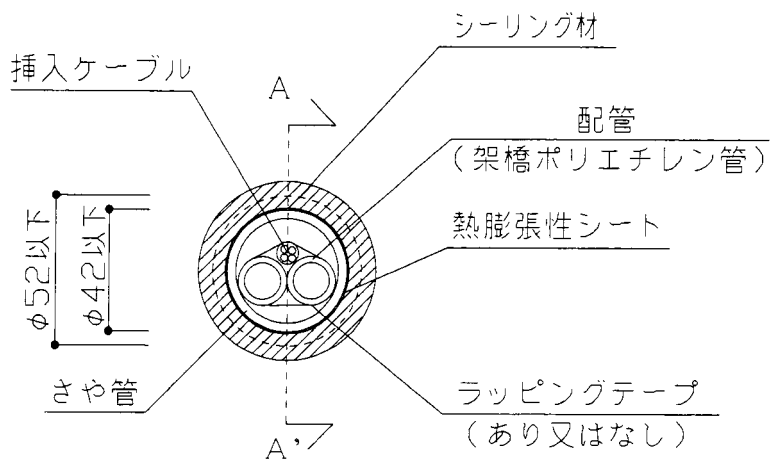 シーリング材
挿入ケーブル
A
配管
(架橋ポリエチレン管)
熱膨張性シート
φ52以下
φ42以下
さや管
ラッピングテープ
(あり又はなし)
A'